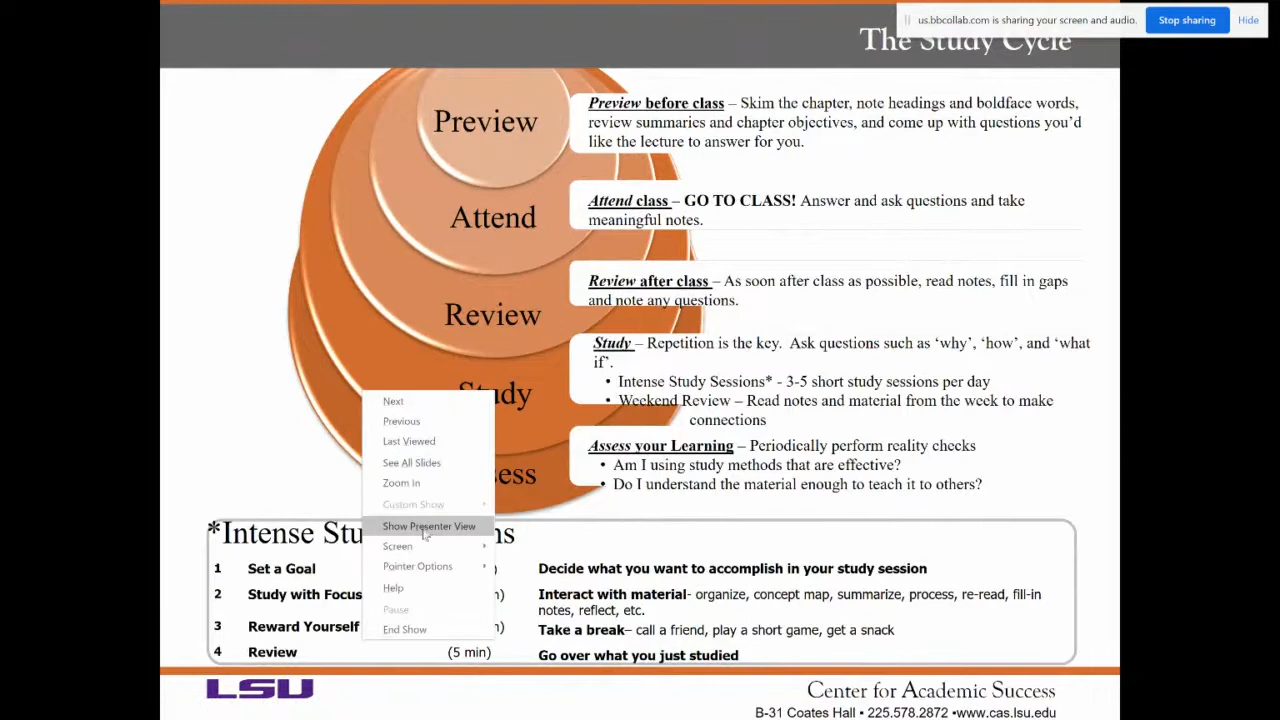 us.bbcollab.com is sharing your screen and audio.
Stop sharing
Hide
The Study Cycle
Preview
Preview before class – Skim the chapter, note headings and boldface words,
review summaries and chapter objectives, and come up with questions you’d
like the lecture to answer for you.
Attend
Attend class – GO TO CLASS! Answer and ask questions and take
meaningful notes.
Review
Review after class – As soon after class as possible, read notes, fill in gaps
and note any questions.
Study – Repetition is the key. Ask questions such as ‘why’, ‘how’, and ‘what
if’.
• Intense Study Sessions* - 3-5 short study sessions per day
• Weekend Review – Read notes and material from the week to make
connections
Assess your Learning – Periodically perform reality checks
• Am I using study methods that are effective?
• Do I understand the material enough to teach it to others?
Next
Previous
Last Viewed
See All Slides
Zoom In
Custom Show
Show Presenter View
Screen
Pointer Options
Help
Pause
End Show
*Intense
1 Set a Goal Decide what you want to accomplish in your study session
2 Study with Focus Interact with material- organize, concept map, summarize, process, re-read, fill-in
notes, reflect, etc.
3 Reward Yourself Take a break– call a friend, play a short game, get a snack
4 Review (5 min) Go over what you just studied
LSU
Center for Academic Success
B-31 Coates Hall • 225.578.2872 •www.cas.lsu.edu